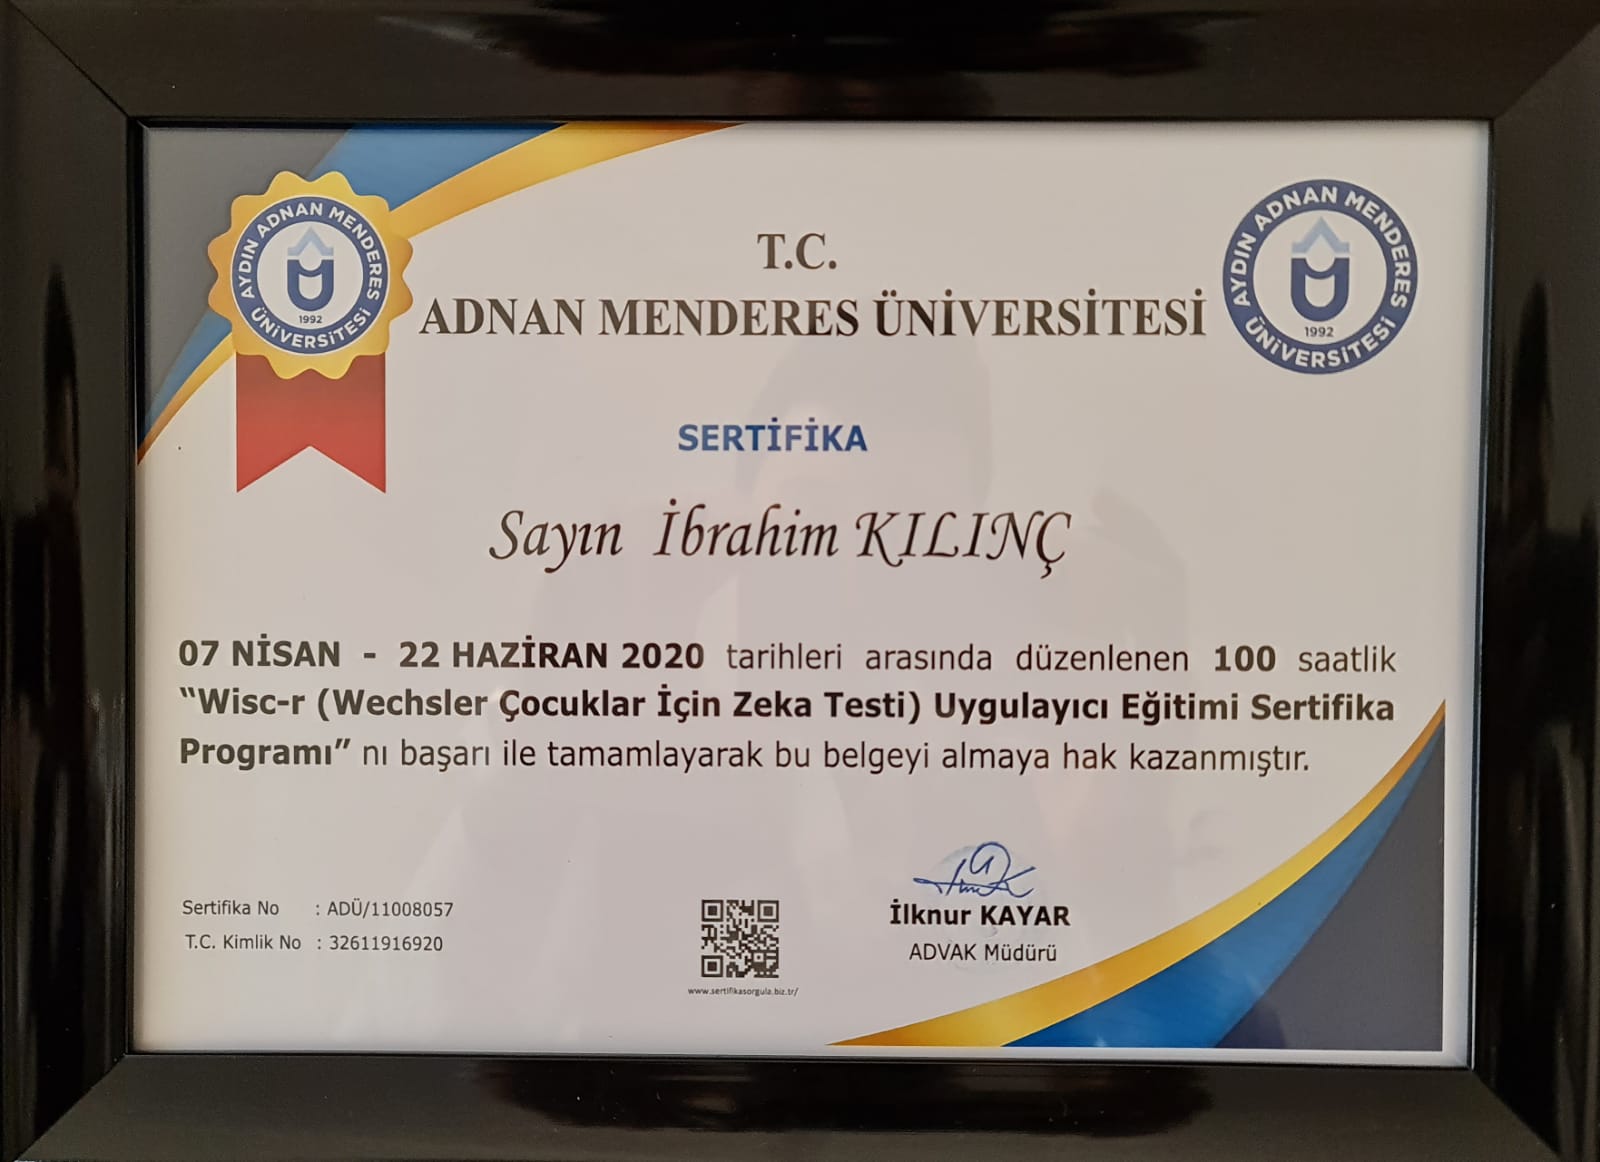 AYDIN ADNAN MENDERES ÜNİVERSİTESİ
1992
T.C.
ADNAN MENDERES ÜNİVERSİTESİ
AYDIN ADNAN MENDERES ÜNİVERSİTESİ
1992
SERTİFİKA
Sayın İbrahim KILINÇ
07 NİSAN - 22 HAZİRAN 2020 tarihleri arasında düzenlenen 100 saatlik
“Wisc-r (Wechsler Çocuklar İçin Zeka Testi) Uygulayıcı Eğitimi Sertifika
Programı” nı başarı ile tamamlayarak bu belgeyi almaya hak kazanmıştır.
Sertifika No : ADÜ/11008057
T.C. Kimlik No : 32611916920
www.sertifikasorgula.biz.tr/
İlknur KAYAR
ADVAK Müdürü